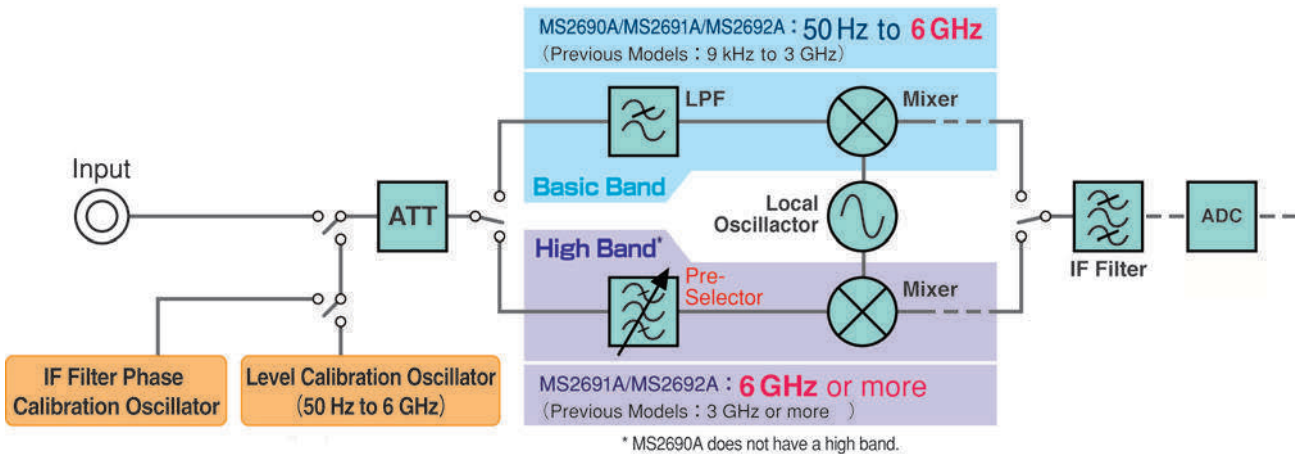 MS2690A/MS2691A/MS2692A : 50 Hz to 6 GHz
(Previous Models : 9 kHz to 3 GHz)
LPF
Mixer
Input
Basic Band
ATT
Local
Oscillactor
ADC
High Band*
IF Filter
Pre-
Selector
Mixer
IF Filter Phase
Calibration Oscillator
Level Calibration Oscillator
(50 Hz to 6 GHz)
MS2691A/MS2692A : 6 GHz or more
(Previous Models : 3 GHz or more )
* MS2690A does not have a high band.